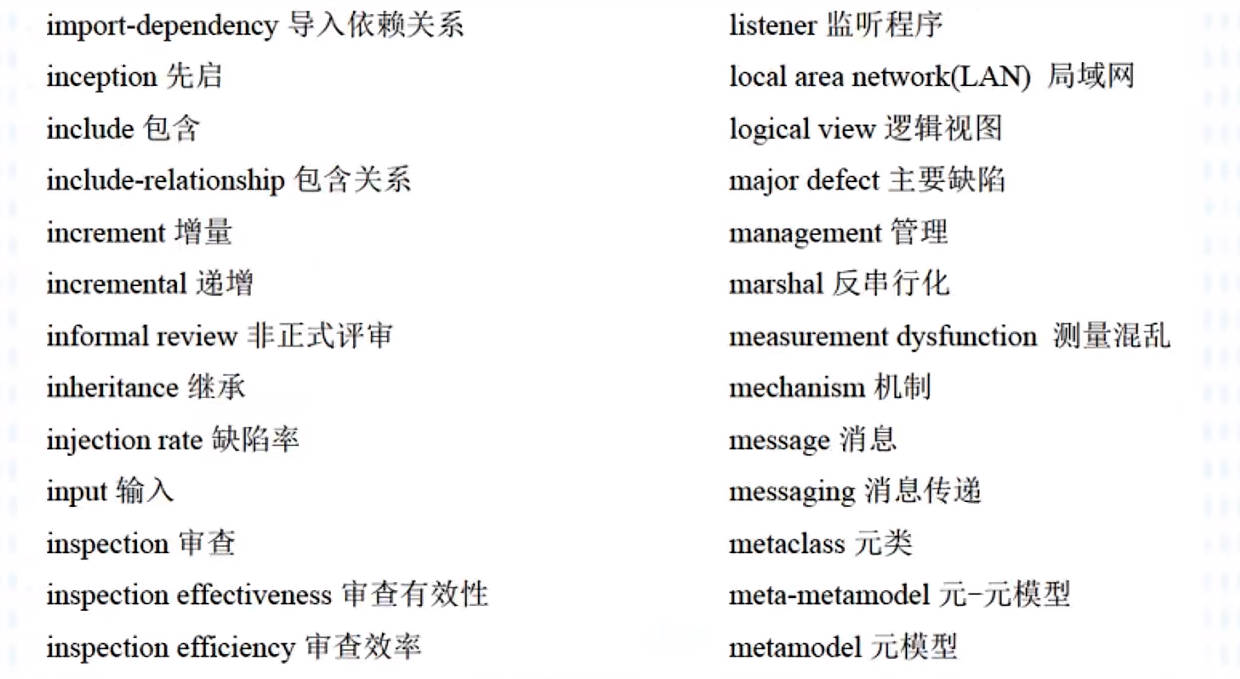 import-dependency 导入依赖关系
inception 先启
include 包含
include-relationship 包含关系
increment 增量
incremental 递增
informal review 非正式评审
inheritance 继承
injection rate 缺陷率
input 输入
inspection 审查
inspection effectiveness 审查有效性
inspection efficiency 审查效率
listener 监听程序
local area network(LAN) 局域网
logical view 逻辑视图
major defect 主要缺陷
management 管理
marshal 反串行化
measurement dysfunction 测量混乱
mechanism 机制
message 消息
messaging 消息传递
metaclass 元类
meta-metamodel 元-元模型
metamodel 元模型